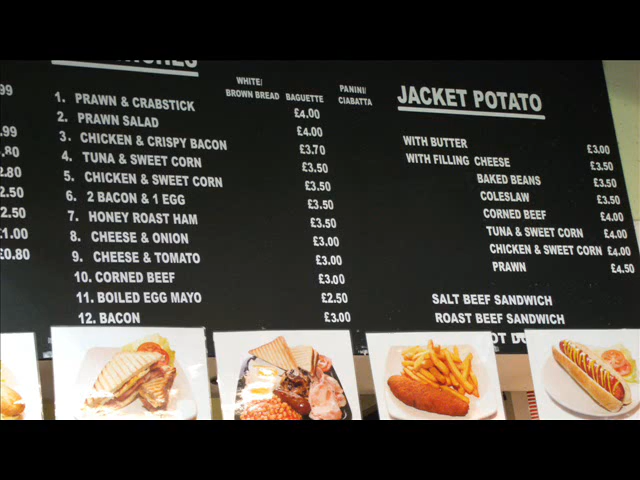 .99
.99
.80
2.80
2.50
2.50
£1.00
£0.80
WHITE/
BROWN BREAD BAGUETTE PANINI/
CIABATTA
1. PRAWN & CRABSTICK £4.00
2. PRAWN SALAD £4.00
3. CHICKEN & CRISPY BACON £3.70
4. TUNA & SWEET CORN £3.50
5. CHICKEN & SWEET CORN £3.50
6. 2 BACON & 1 EGG £3.50
7. HONEY ROAST HAM £3.50
8. CHEESE & ONION £3.00
9. CHEESE & TOMATO £3.00
10. CORNED BEEF £3.00
11. BOILED EGG MAYO £2.50
12. BACON £3.00
JACKET POTATO
WITH BUTTER £3.00
WITH FILLING CHEESE £3.50
BAKED BEANS £3.50
COLESLAW £3.50
CORNED BEEF £4.00
TUNA & SWEET CORN £4.00
CHICKEN & SWEET CORN £4.00
PRAWN £4.50
SALT BEEF SANDWICH
ROAST BEEF SANDWICH